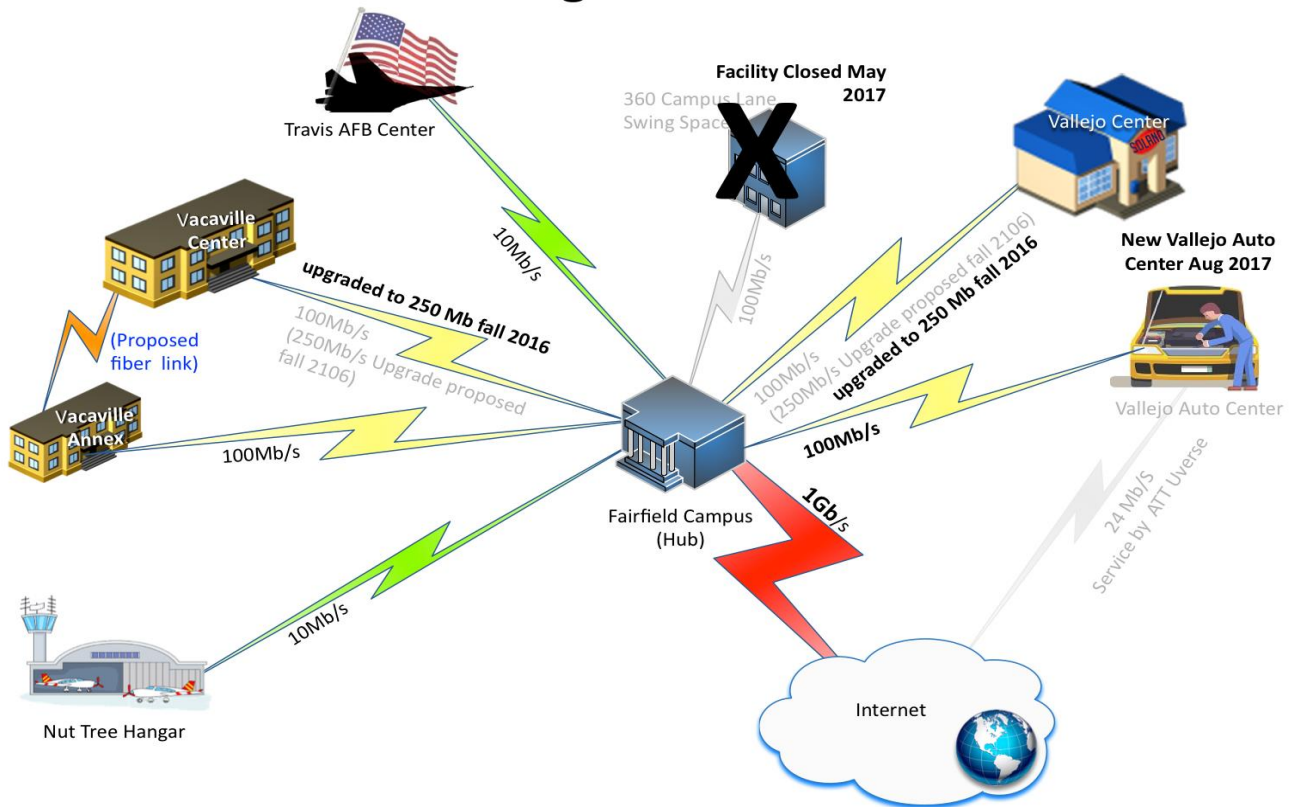 Travis AFB Center
Facility Closed May
2017
360 Campus Lane
Swing Space
X
Vallejo Center
SOLANO
Vacaville
Center
New Vallejo Auto
Center Aug 2017
10Mb/s
100Mb/s
upgraded to 250 Mb fall 2016
100Mb/s
(250Mb/s Upgrade proposed
fall 2106)
100Mb/s
(250Mb/s Upgrade proposed fall 2106)
upgraded to 250 Mb fall 2016
(Proposed
fiber link)
Vacaville
Annex
100Mb/s
100Mb/s
Vallejo Auto Center
Fairfield Campus
(Hub)
1Gb/s
24 Mb/S
Service by ATT Uverse
10Mb/s
Nut Tree Hangar
Internet